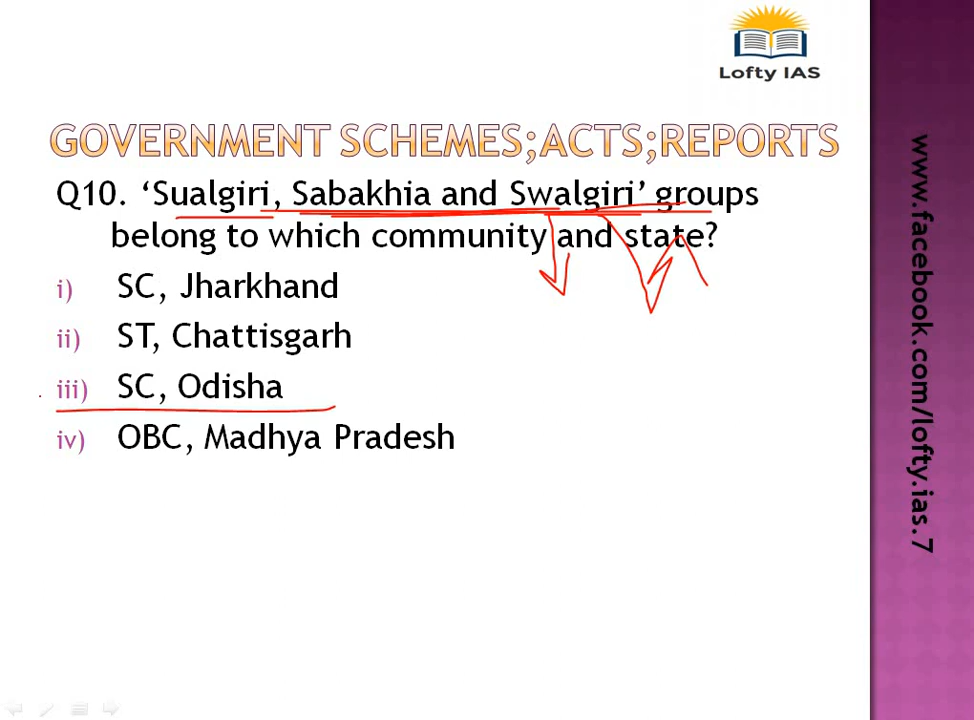 Lofty IAS
GOVERNMENT SCHEMES;ACTS;REPORTS
Q10. ‘Sualgiri, Sabakhia and Swalgiri’ groups
belong to which community and state?
i) SC, Jharkhand
ii) ST, Chattisgarh
iii) SC, Odisha
iv) OBC, Madhya Pradesh
www.facebook.com/lofty.ias.7